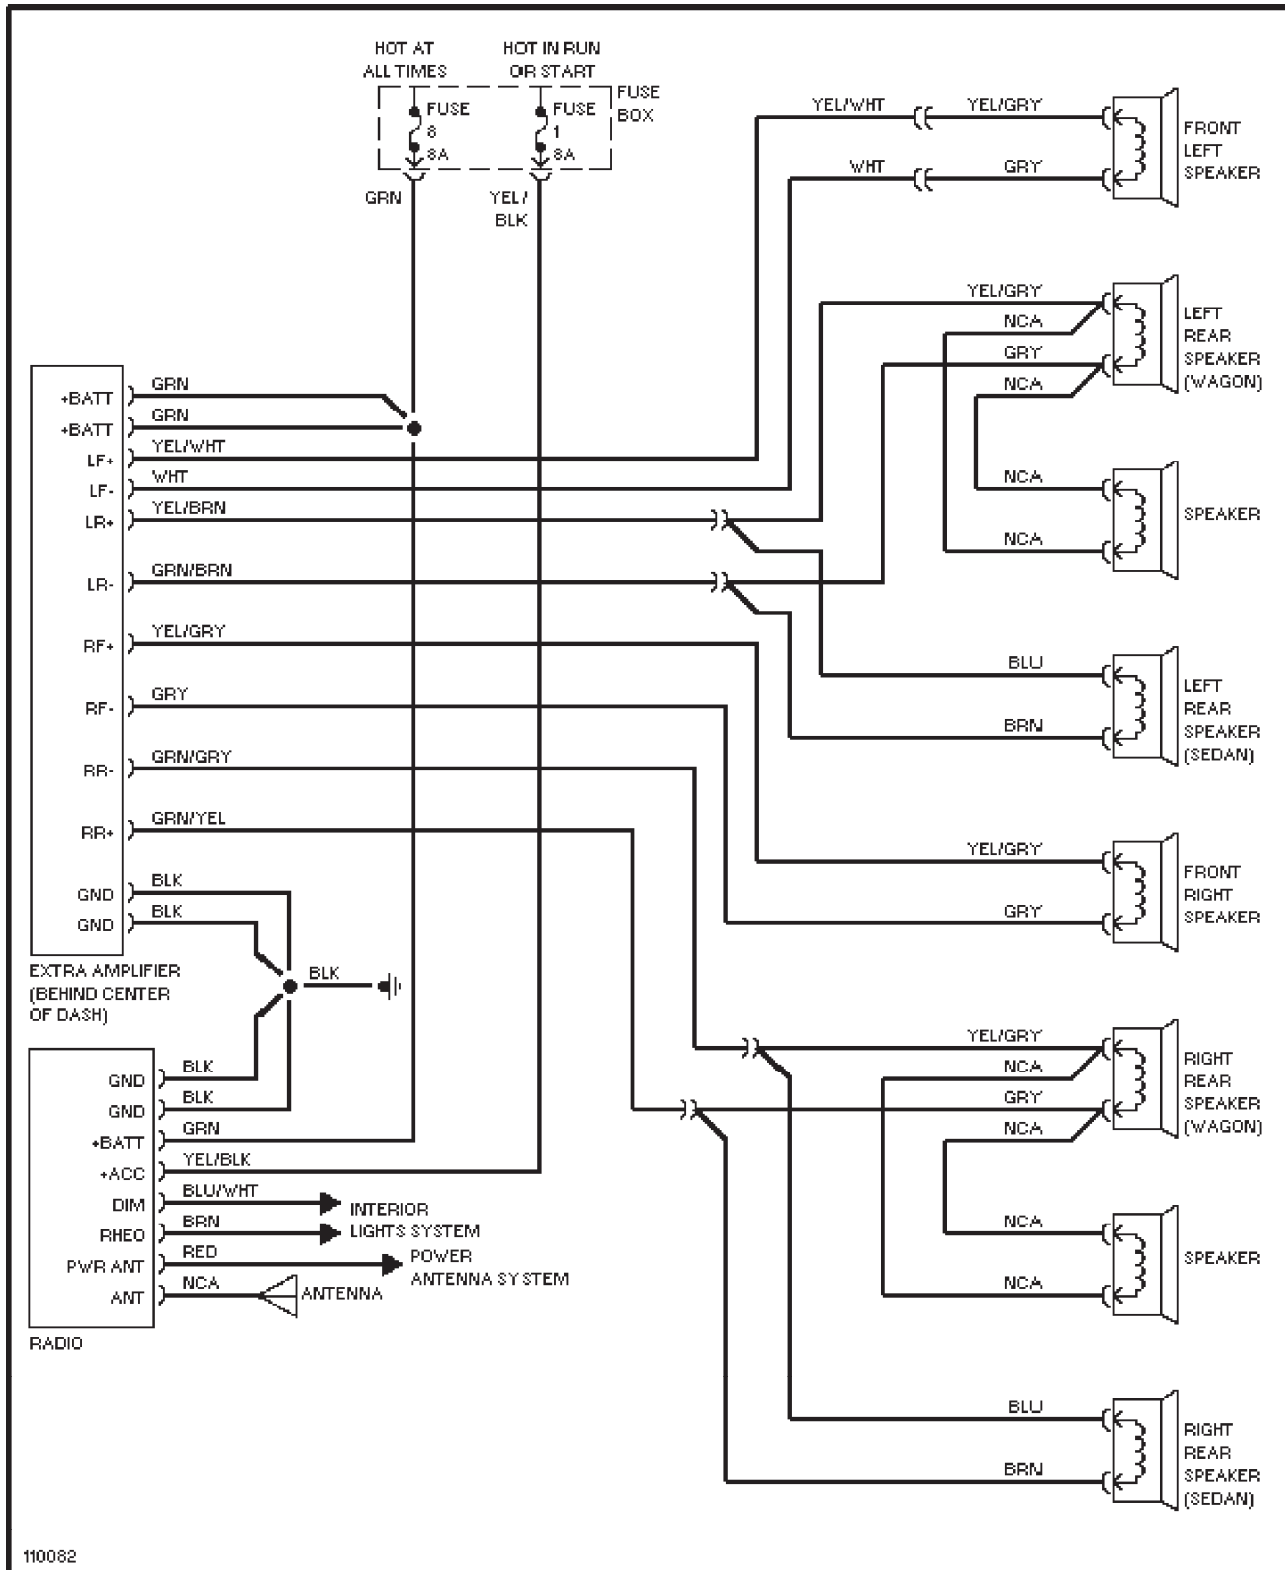 HOT AT
ALL TIMES
HOT IN RUN
OR START
FUSE
BOX
FUSE
8
8A
FUSE
1
8A
GRN
YEL/
BLK
YEL/WHT
YEL/GRY
WHT
GRY
FRONT
LEFT
SPEAKER
YEL/GRY
NCA
GRY
NCA
LEFT
REAR
SPEAKER
(WAGON)
NCA
NCA
SPEAKER
BLU
BRN
LEFT
REAR
SPEAKER
(SEDAN)
YEL/GRY
GRY
FRONT
RIGHT
SPEAKER
YEL/GRY
NCA
GRY
NCA
RIGHT
REAR
SPEAKER
(WAGON)
NCA
NCA
SPEAKER
BLU
BRN
RIGHT
REAR
SPEAKER
(SEDAN)
+BATT GRN
+BATT GRN
LF+ YEL/WHT
LF- WHT
LR+ YEL/BRN
LR- GRN/BRN
RF+ YEL/GRY
RF- GRY
RR- GRN/GRY
RR+ GRN/YEL
GND BLK
GND BLK
EXTRA AMPLIFIER
(BEHIND CENTER
OF DASH)
BLK
GND BLK
GND BLK
+BATT GRN
+ACC YEL/BLK
DIM BLU/WHT
RHEO BRN
PWR ANT RED
ANT NCA
INTERIOR
LIGHTS SYSTEM
POWER
ANTENNA SYSTEM
ANTENNA
RADIO
110082